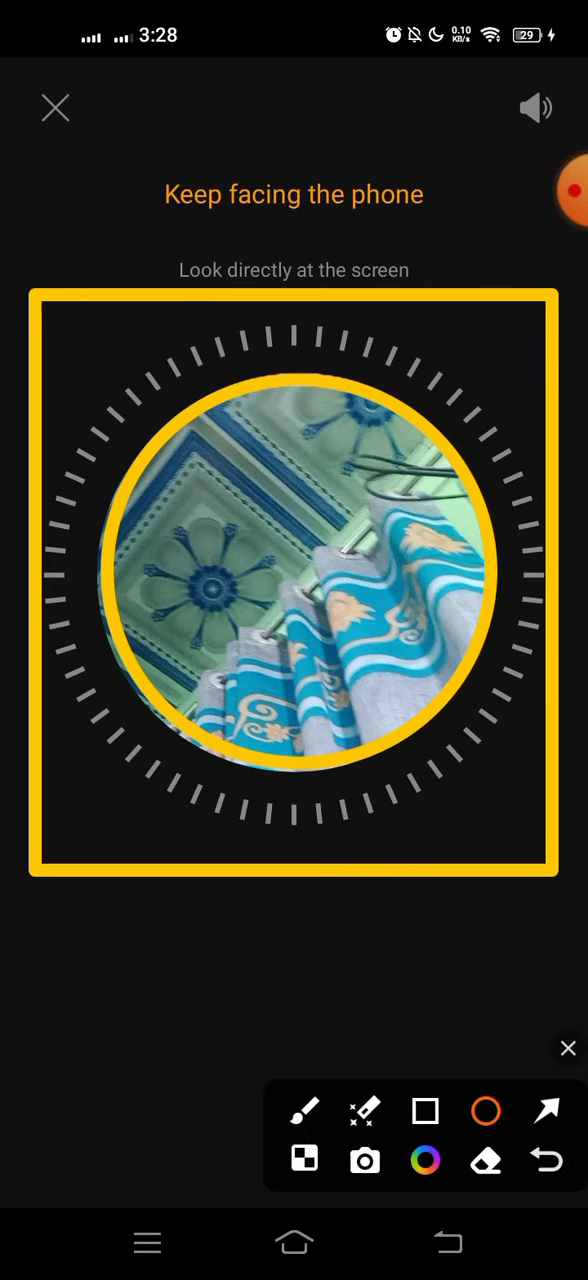 3:28
0.10
KB/s
29
Keep facing the phone
Look directly at the screen